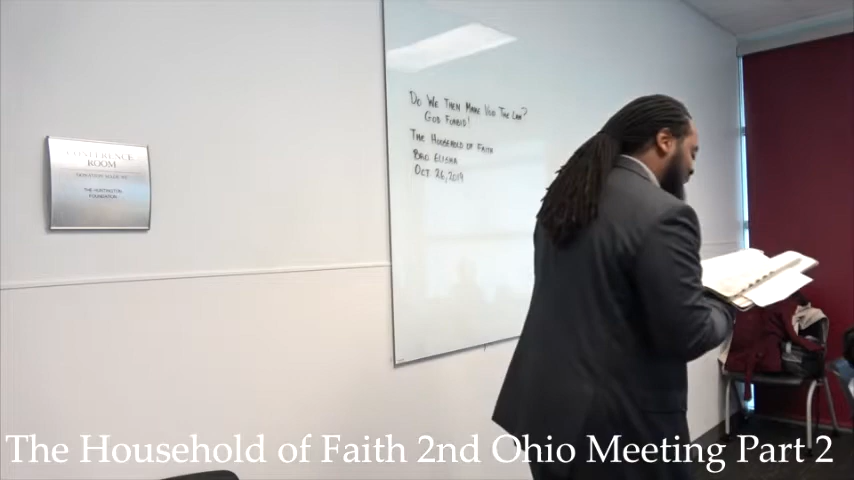 CONFERENCE
ROOM
THE HUNTINGTON
FOUNDATION
Do We Then Make Void The Law?
God Forbid!
The Household of Faith
Bro Elisha
Oct 26, 2019
The Household of Faith 2nd Ohio Meeting Part 2